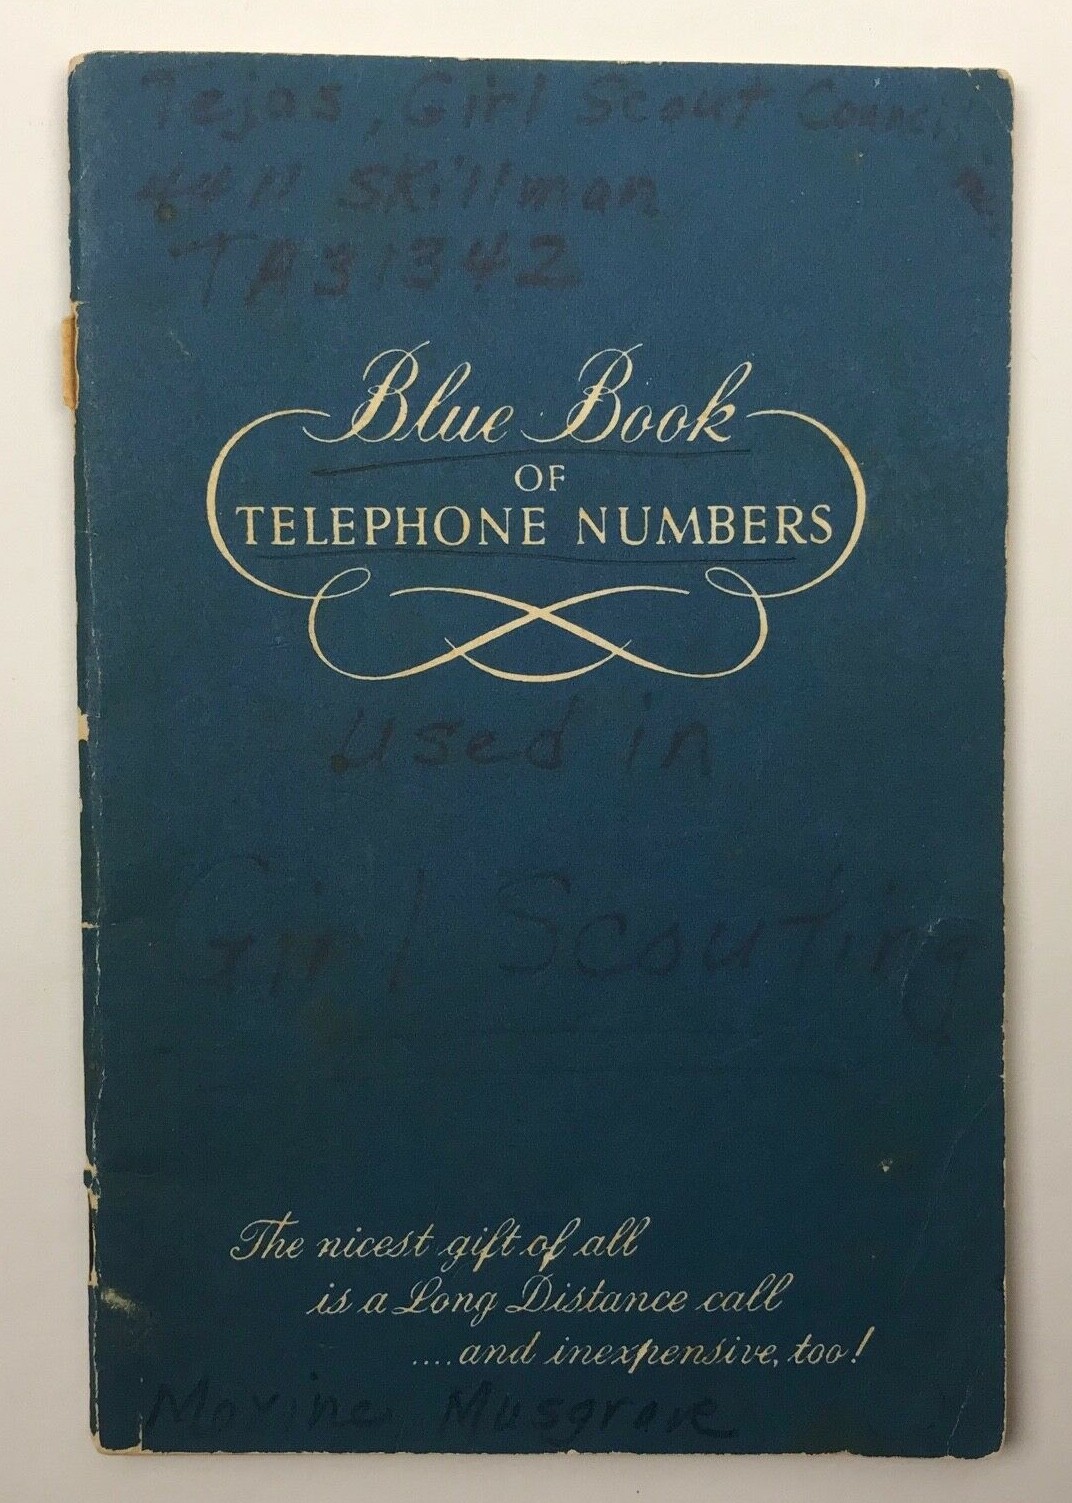 Tejas, Girl Scout Council
4411 Skillman
TA31342
Blue Book
OF
TELEPHONE NUMBERS
used in
Girl Scouting
The nicest gift of all
is a Long Distance call
....and inexpensive, too!
Maxine Musgrave